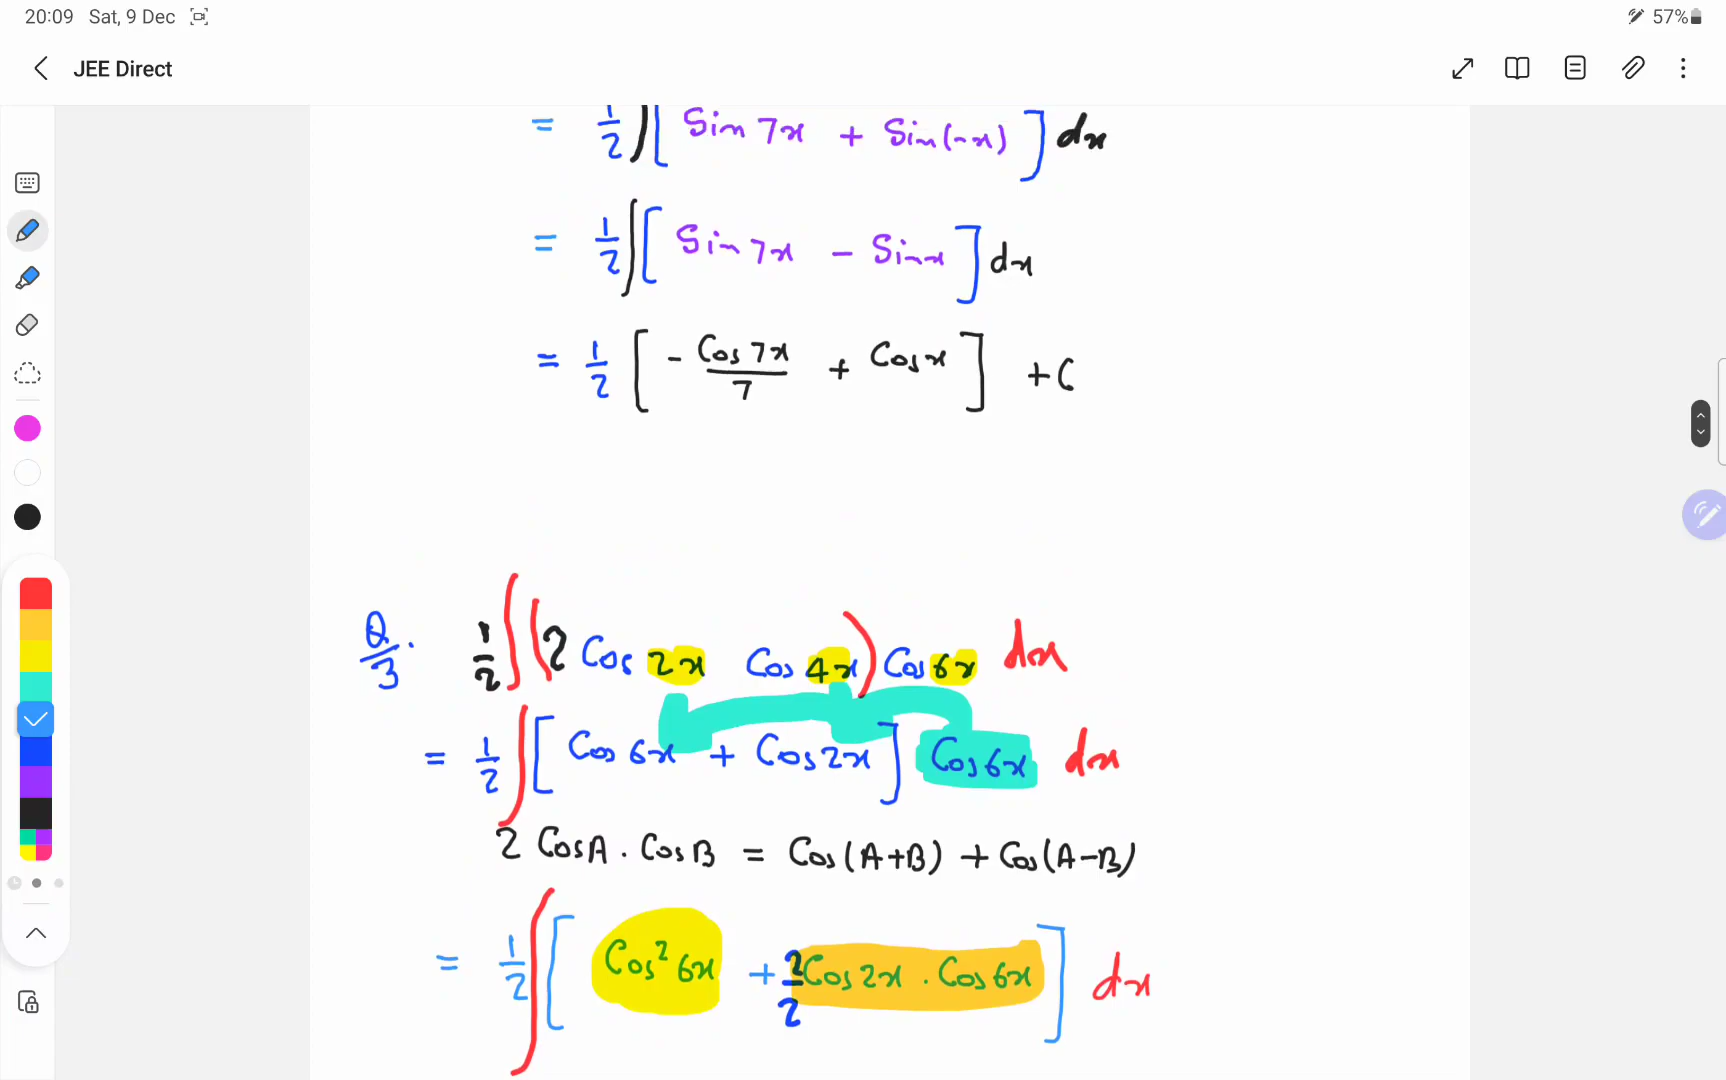 20:09 Sat, 9 Dec 57%
JEE Direct
= 1/2 ∫ [ Sin 7x + Sin(-x) ] dx
= 1/2 ∫ [ Sin 7x - Sin x ] dx
= 1/2 [ - Cos 7x / 7 + Cos x ] + C
Q/3. 1/2 ∫ ( 2 Cos 2x Cos 4x ) Cos 6x dx
= 1/2 ∫ [ Cos 6x + Cos 2x ] Cos 6x dx
2 Cos A . Cos B = Cos (A+B) + Cos (A-B)
= 1/2 ∫ [ Cos² 6x + 2/2 Cos 2x . Cos 6x ] dx